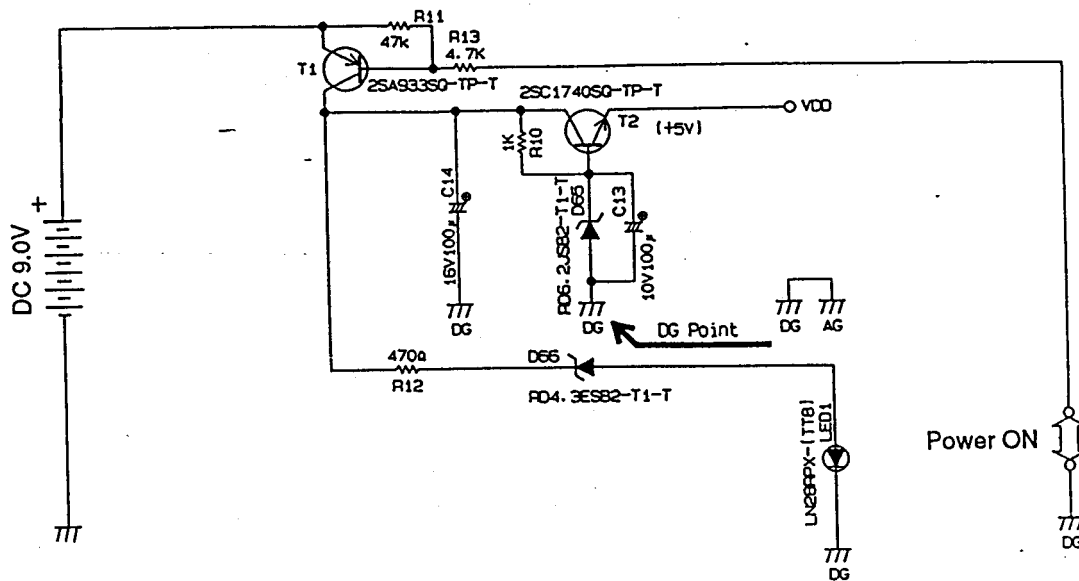 R11
47k
R13
4.7K
T1
2SA933SQ-TP-T
2SC1740SQ-TP-T
T2
(+5V)
VDD
1K
R10
C14
16V100μ
DG
D65
RD6.2JSB2-T1-T
C13
10V100μ
DG
DG Point
DG
AG
+
DC 9.0V
470Ω
R12
D66
RD4.3ESB2-T1-T
LN28RPX-(TT8)
LED1
DG
Power ON
DG